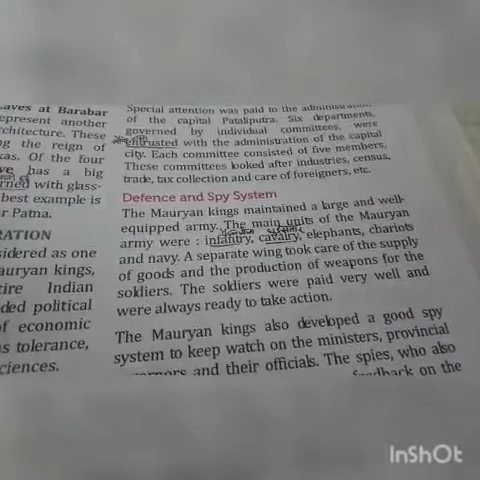 aves at Barabar
epresent another
rchitecture. These
ng the reign of
kas. Of the four
ve has a big
rned with glass-
best example is
r Patna.
RATION
sidered as one
auryan kings,
tire Indian
ded political
of economic
s tolerance,
ciences.
Special attention was paid to the administration
of the capital Pataliputra. Six departments,
governed by individual committees, were
entrusted with the administration of the capital
city. Each committee consisted of five members,
These committees looked after industries, census,
trade, tax collection and care of foreigners, etc.
Defence and Spy System
The Mauryan kings maintained a large and well-
equipped army. The main units of the Mauryan
army were : infantry, cavalry, elephants, chariots
and navy. A separate wing took care of the supply
of goods and the production of weapons for the
soldiers. The soldiers were paid very well and
were always ready to take action.
The Mauryan kings also developed a good spy
system to keep watch on the ministers, provincial
governors and their officials. The spies, who also
feedback on the
InShOt